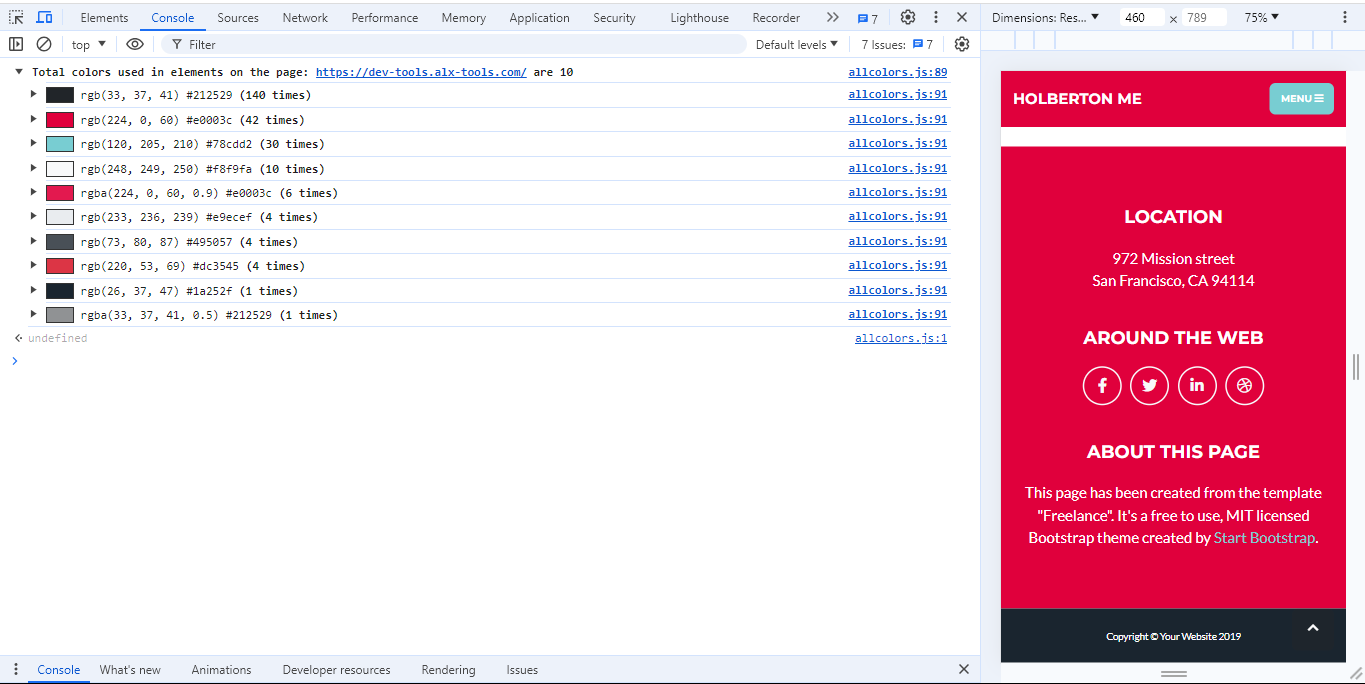 Elements Console Sources Network Performance Memory Application Security Lighthouse Recorder 7
Dimensions: Res... 460 x 789 75%
top Filter Default levels 7 Issues: 7
Total colors used in elements on the page: https://dev-tools.alx-tools.com/ are 10 allcolors.js:89
rgb(33, 37, 41) #212529 (140 times) allcolors.js:91
rgb(224, 0, 60) #e0003c (42 times) allcolors.js:91
rgb(120, 205, 210) #78cdd2 (30 times) allcolors.js:91
rgb(248, 249, 250) #f8f9fa (10 times) allcolors.js:91
rgba(224, 0, 60, 0.9) #e0003c (6 times) allcolors.js:91
rgb(233, 236, 239) #e9ecef (4 times) allcolors.js:91
rgb(73, 80, 87) #495057 (4 times) allcolors.js:91
rgb(220, 53, 69) #dc3545 (4 times) allcolors.js:91
rgb(26, 37, 47) #1a252f (1 times) allcolors.js:91
rgba(33, 37, 41, 0.5) #212529 (1 times) allcolors.js:91
undefined allcolors.js:1
HOLBERTON ME MENU
LOCATION
972 Mission street
San Francisco, CA 94114
AROUND THE WEB
ABOUT THIS PAGE
This page has been created from the template
"Freelance". It's a free to use, MIT licensed
Bootstrap theme created by Start Bootstrap.
Copyright © Your Website 2019
Console What's new Animations Developer resources Rendering Issues